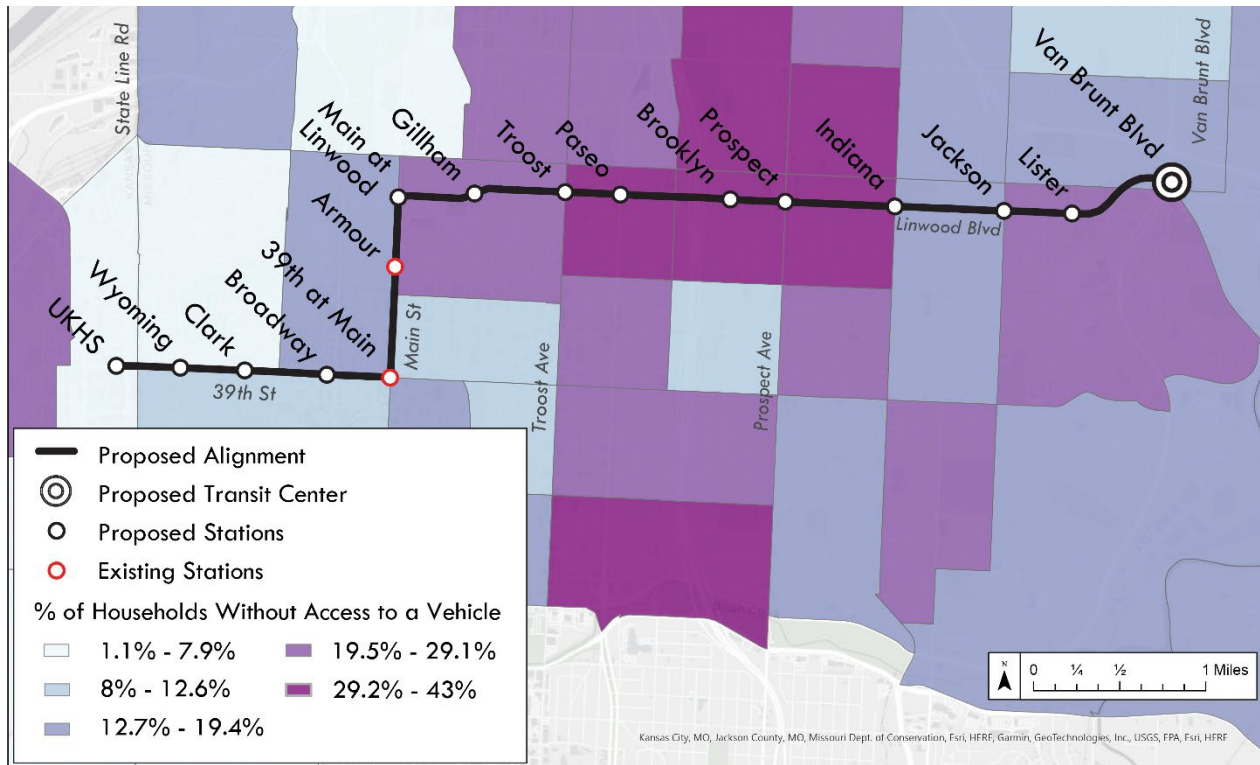 State Line Rd
KANSAS
MISSOURI
Main at
Linwood
Gillham
Troost
Paseo
Brooklyn
Prospect
Indiana
Jackson
Lister
Van Brunt Blvd
Van Brunt Blvd
Armour
39th at Main
Broadway
Clark
Wyoming
UKHS
Linwood Blvd
Main St
39th St
Troost Ave
Prospect Ave
Proposed Alignment
Proposed Transit Center
Proposed Stations
Existing Stations
% of Households Without Access to a Vehicle
1.1% - 7.9%
19.5% - 29.1%
8% - 12.6%
29.2% - 43%
12.7% - 19.4%
N
0 ¼ ½ 1 Miles
Kansas City, MO, Jackson County, MO, Missouri Dept. of Conservation, Esri, HERE, Garmin, GeoTechnologies, Inc., USGS, EPA, Esri, HERE